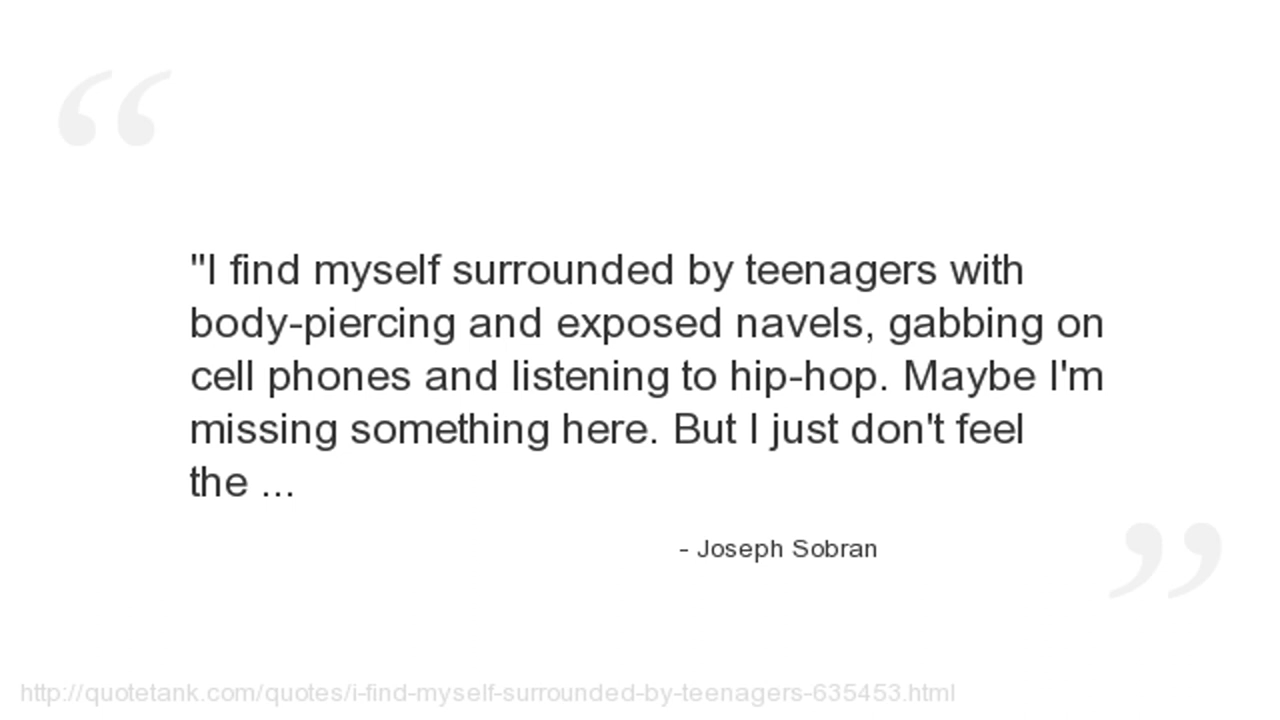 "I find myself surrounded by teenagers with
body-piercing and exposed navels, gabbing on
cell phones and listening to hip-hop. Maybe I'm
missing something here. But I just don't feel
the ...
- Joseph Sobran
http://quotetank.com/quotes/i-find-myself-surrounded-by-teenagers-635453.html